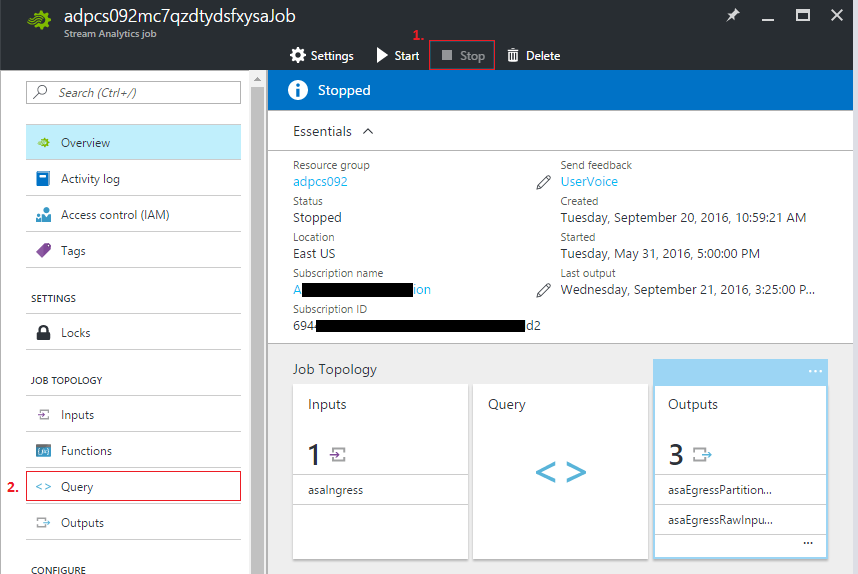 adpcs092mc7qzdtydsfxysaJob
Stream Analytics job
1.
Settings
Start
Stop
Delete
Search (Ctrl+/)
Overview
Activity log
Access control (IAM)
Tags
SETTINGS
Locks
JOB TOPOLOGY
Inputs
Functions
2.
Query
Outputs
CONFIGURE
Stopped
Essentials
Resource group
adpcs092
Status
Stopped
Location
East US
Subscription name
A ion
Subscription ID
694 d2
Send feedback
UserVoice
Created
Tuesday, September 20, 2016, 10:59:21 AM
Started
Tuesday, May 31, 2016, 5:00:00 PM
Last output
Wednesday, September 21, 2016, 3:25:00 P...
Job Topology
Inputs
1
asaIngress
Query
< >
Outputs
3
asaEgressPartition...
asaEgressRawInpu...
...